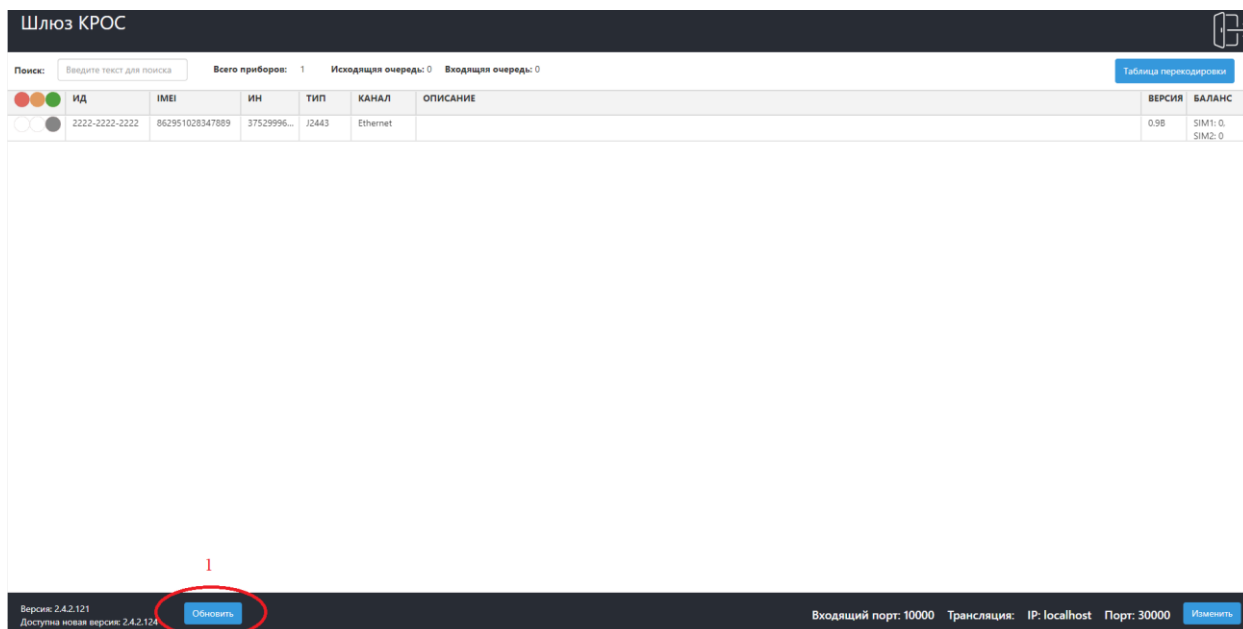 Шлюз КРОС
Поиск: Введите текст для поиска Всего приборов: 1 Исходящяя очередь: 0 Входящяя очередь: 0 Таблица перекодировки
ИД IMEI ИН ТИП КАНАЛ ОПИСАНИЕ ВЕРСИЯ БАЛАНС
2222-2222-2222 862951028347889 37529996... J2443 Ethernet 0.9B SIM1: 0,
SIM2: 0
1
Версия: 2.4.2.121
Доступна новая версия: 2.4.2.124
Обновить
Входящий порт: 10000 Трансляция: IP: localhost Порт: 30000 Изменить